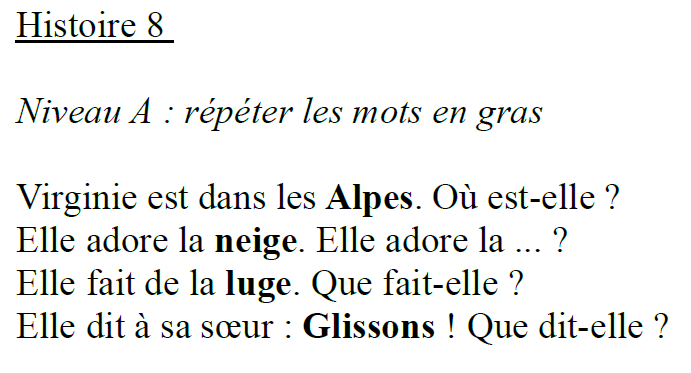 Histoire 8
Niveau A : répéter les mots en gras
Virginie est dans les Alpes. Où est-elle ?
Elle adore la neige. Elle adore la ... ?
Elle fait de la luge. Que fait-elle ?
Elle dit à sa sœur : Glissons ! Que dit-elle ?